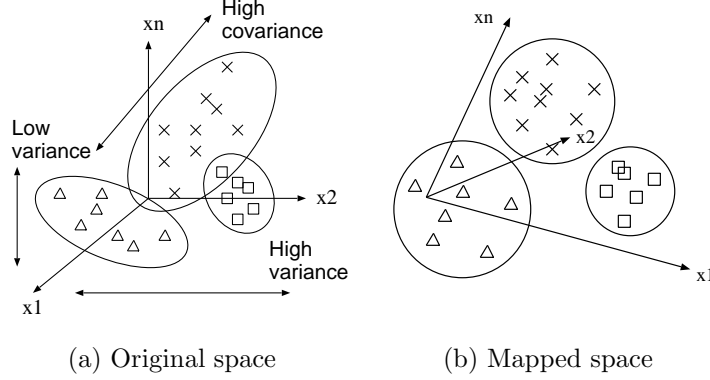 xn
High
covariance
Low
variance
x2
High
variance
x1
(a) Original space
xn
x2
x1
(b) Mapped space